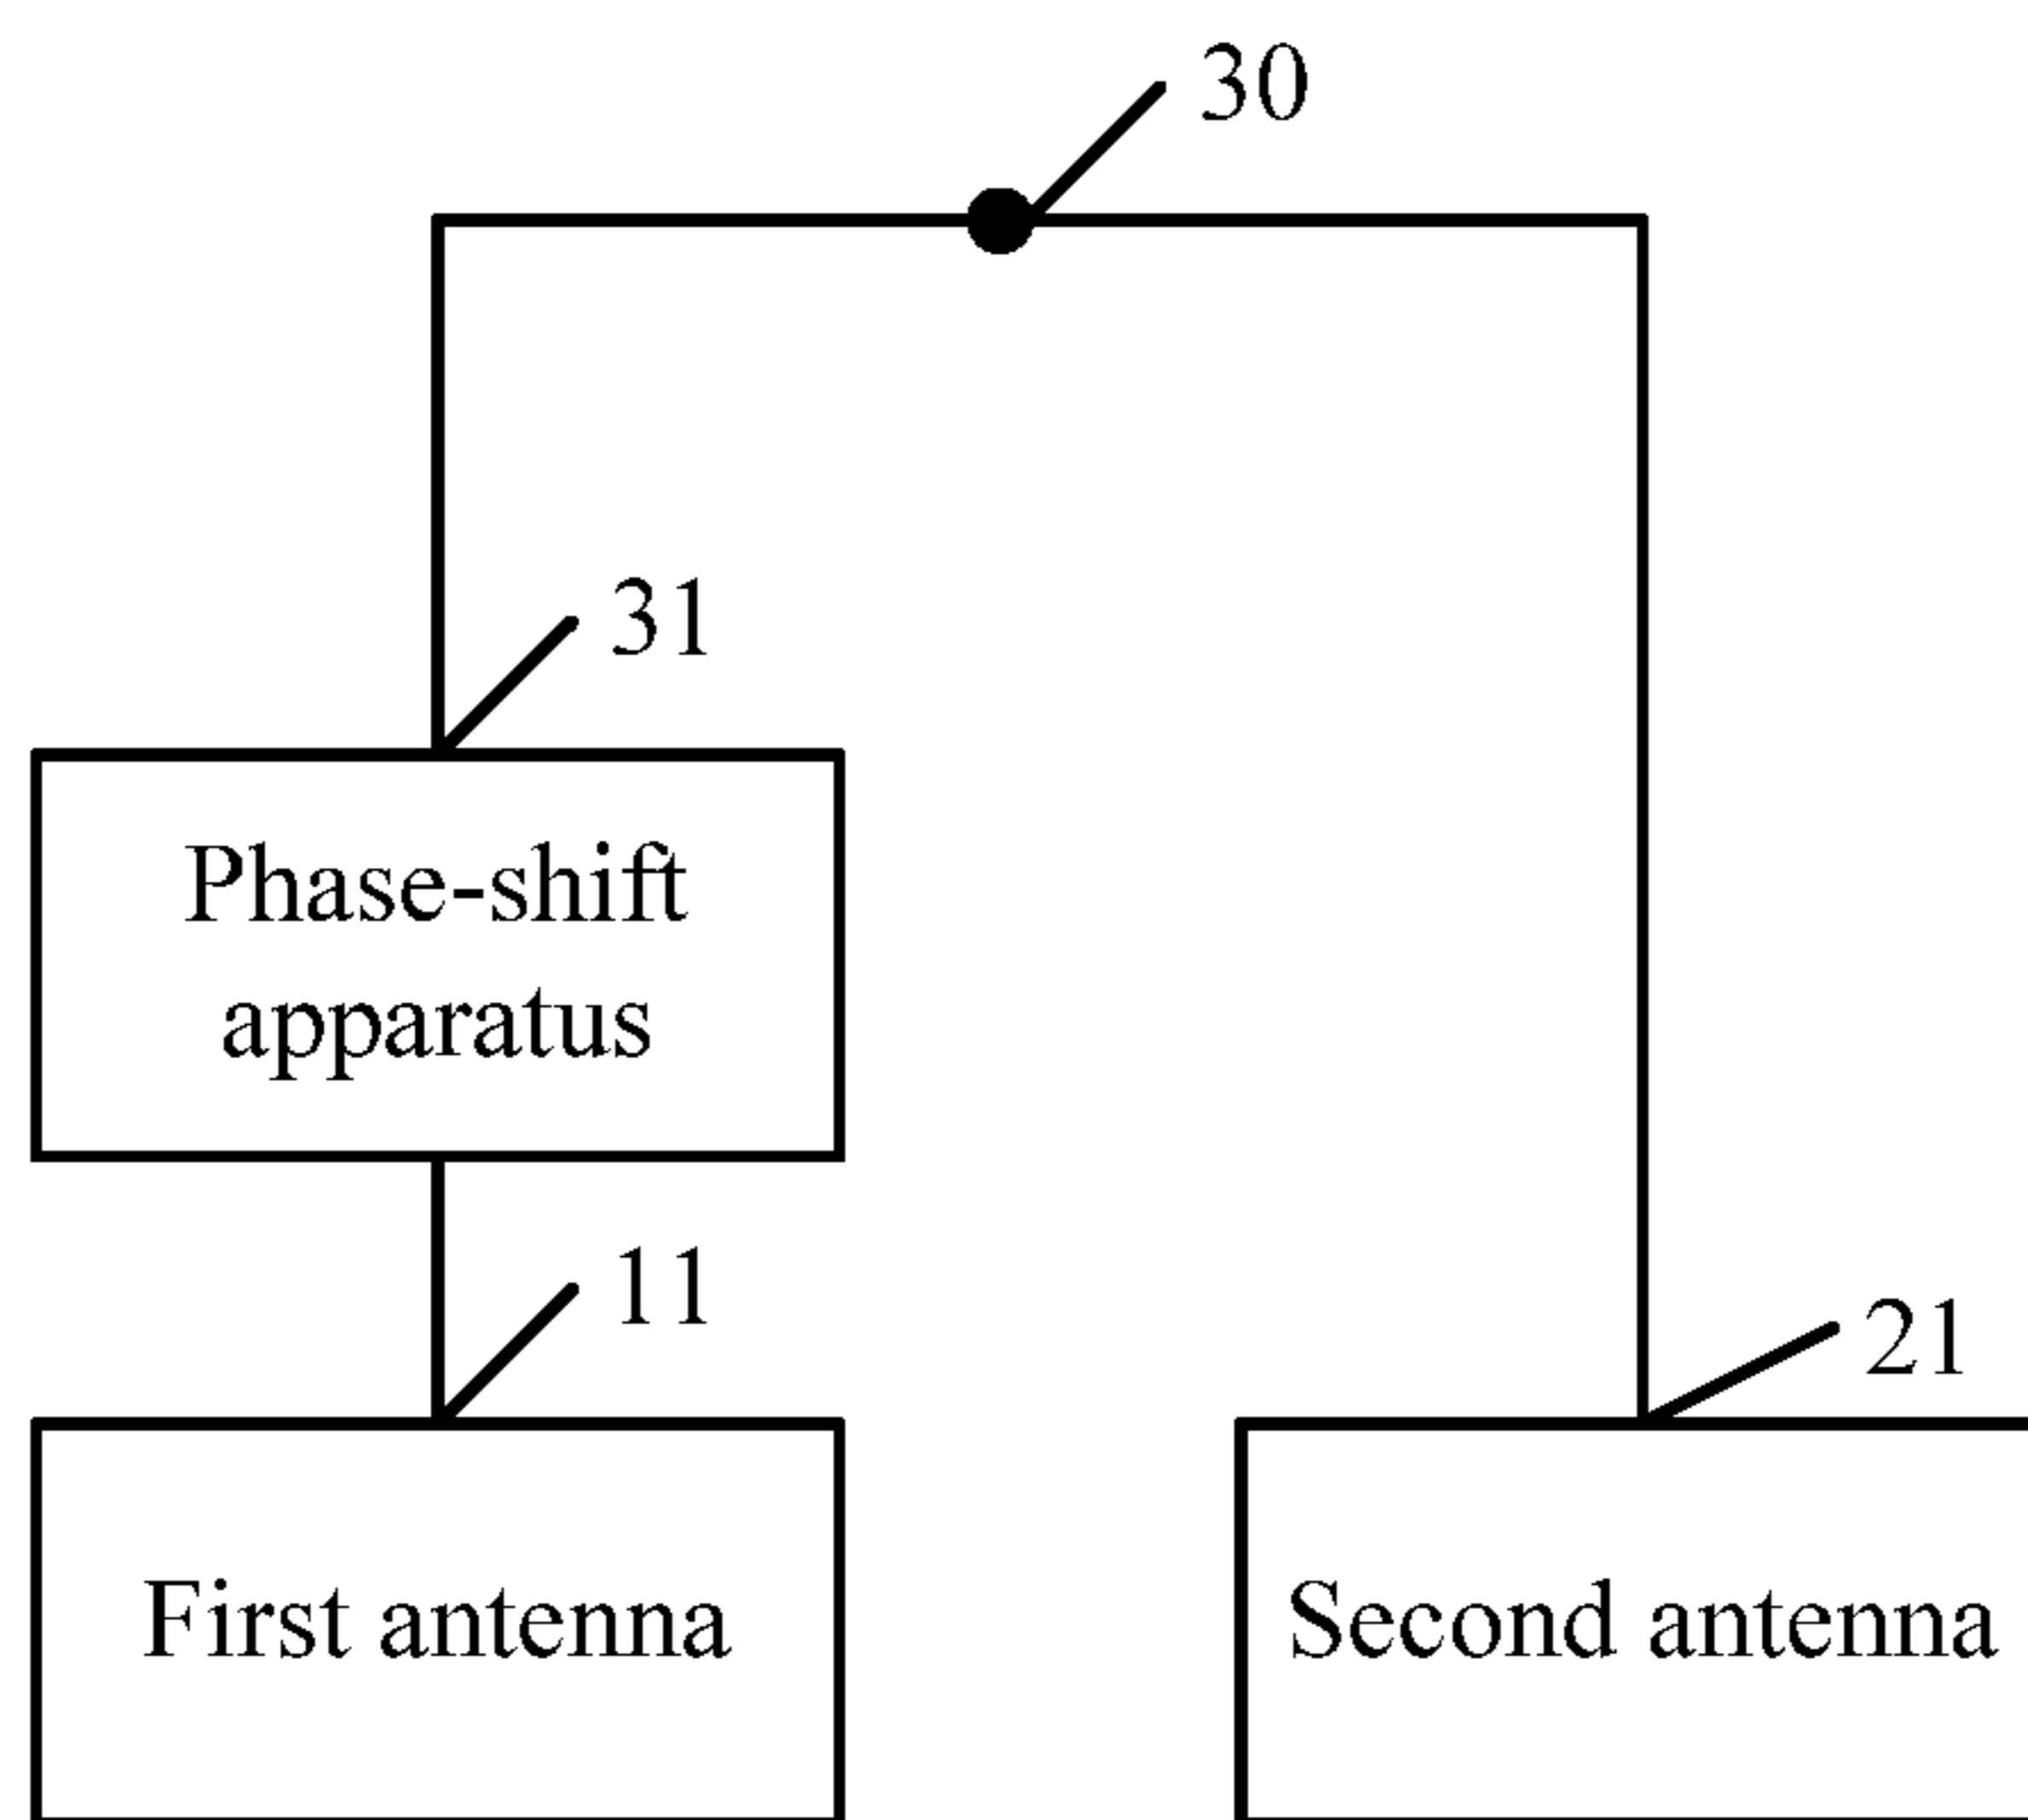 30
31
Phase-shift
apparatus
11
21
First antenna
Second antenna